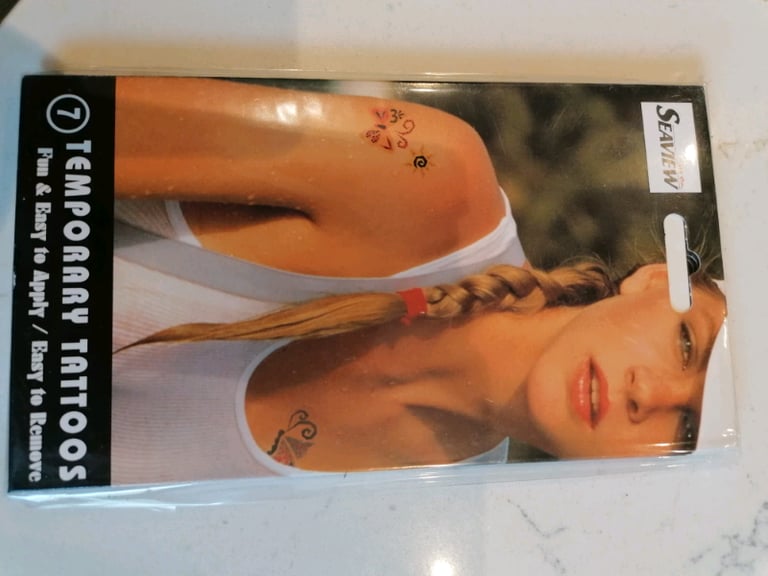 SEAVIEW
7 TEMPORARY TATTOOS
Fun & Easy to Apply / Easy to Remove